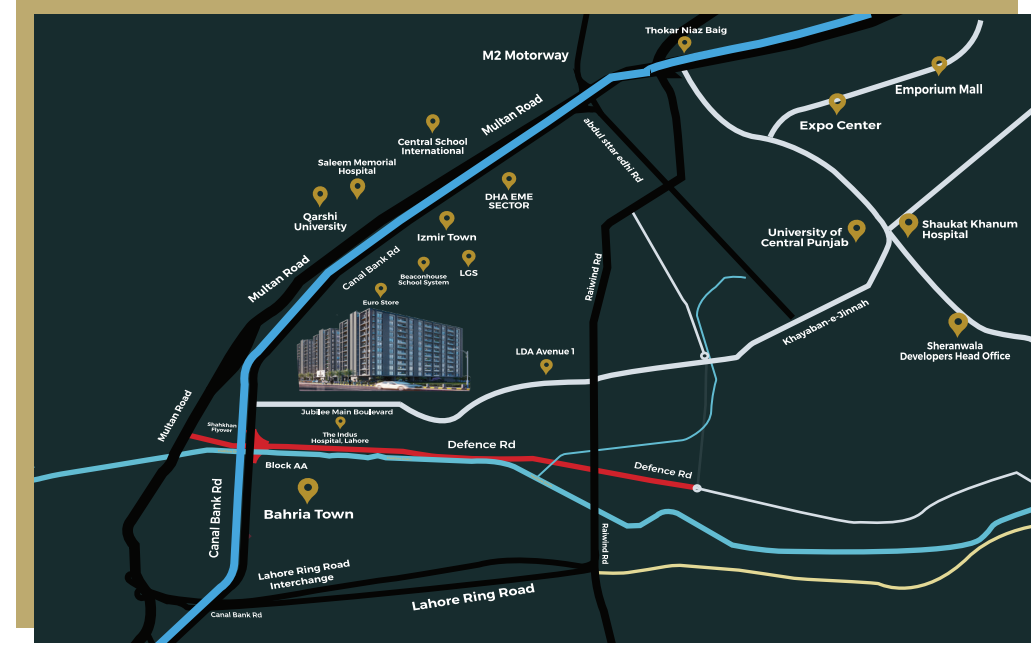 Thokar Niaz Baig
M2 Motorway
Emporium Mall
Multan Road
Expo Center
abdul sttar edhi Rd
Central School
International
Saleem Memorial
Hospital
DHA EME
SECTOR
Qarshi
University
Izmir Town
University of
Central Punjab
Shaukat Khanum
Hospital
Multan Road
Canal Bank Rd
Beaconhouse
School System
LGS
Raiwind Rd
Euro Store
Khayaban-e-Jinnah
Sheranwala
Developers Head Office
LDA Avenue 1
Multan Road
Jubilee Main Boulevard
Shahkhan
Flyover
The Indus
Hospital, Lahore
Defence Rd
Block AA
Defence Rd
Bahria Town
Canal Bank Rd
Raiwind Rd
Lahore Ring Road
Interchange
Lahore Ring Road
Canal Bank Rd